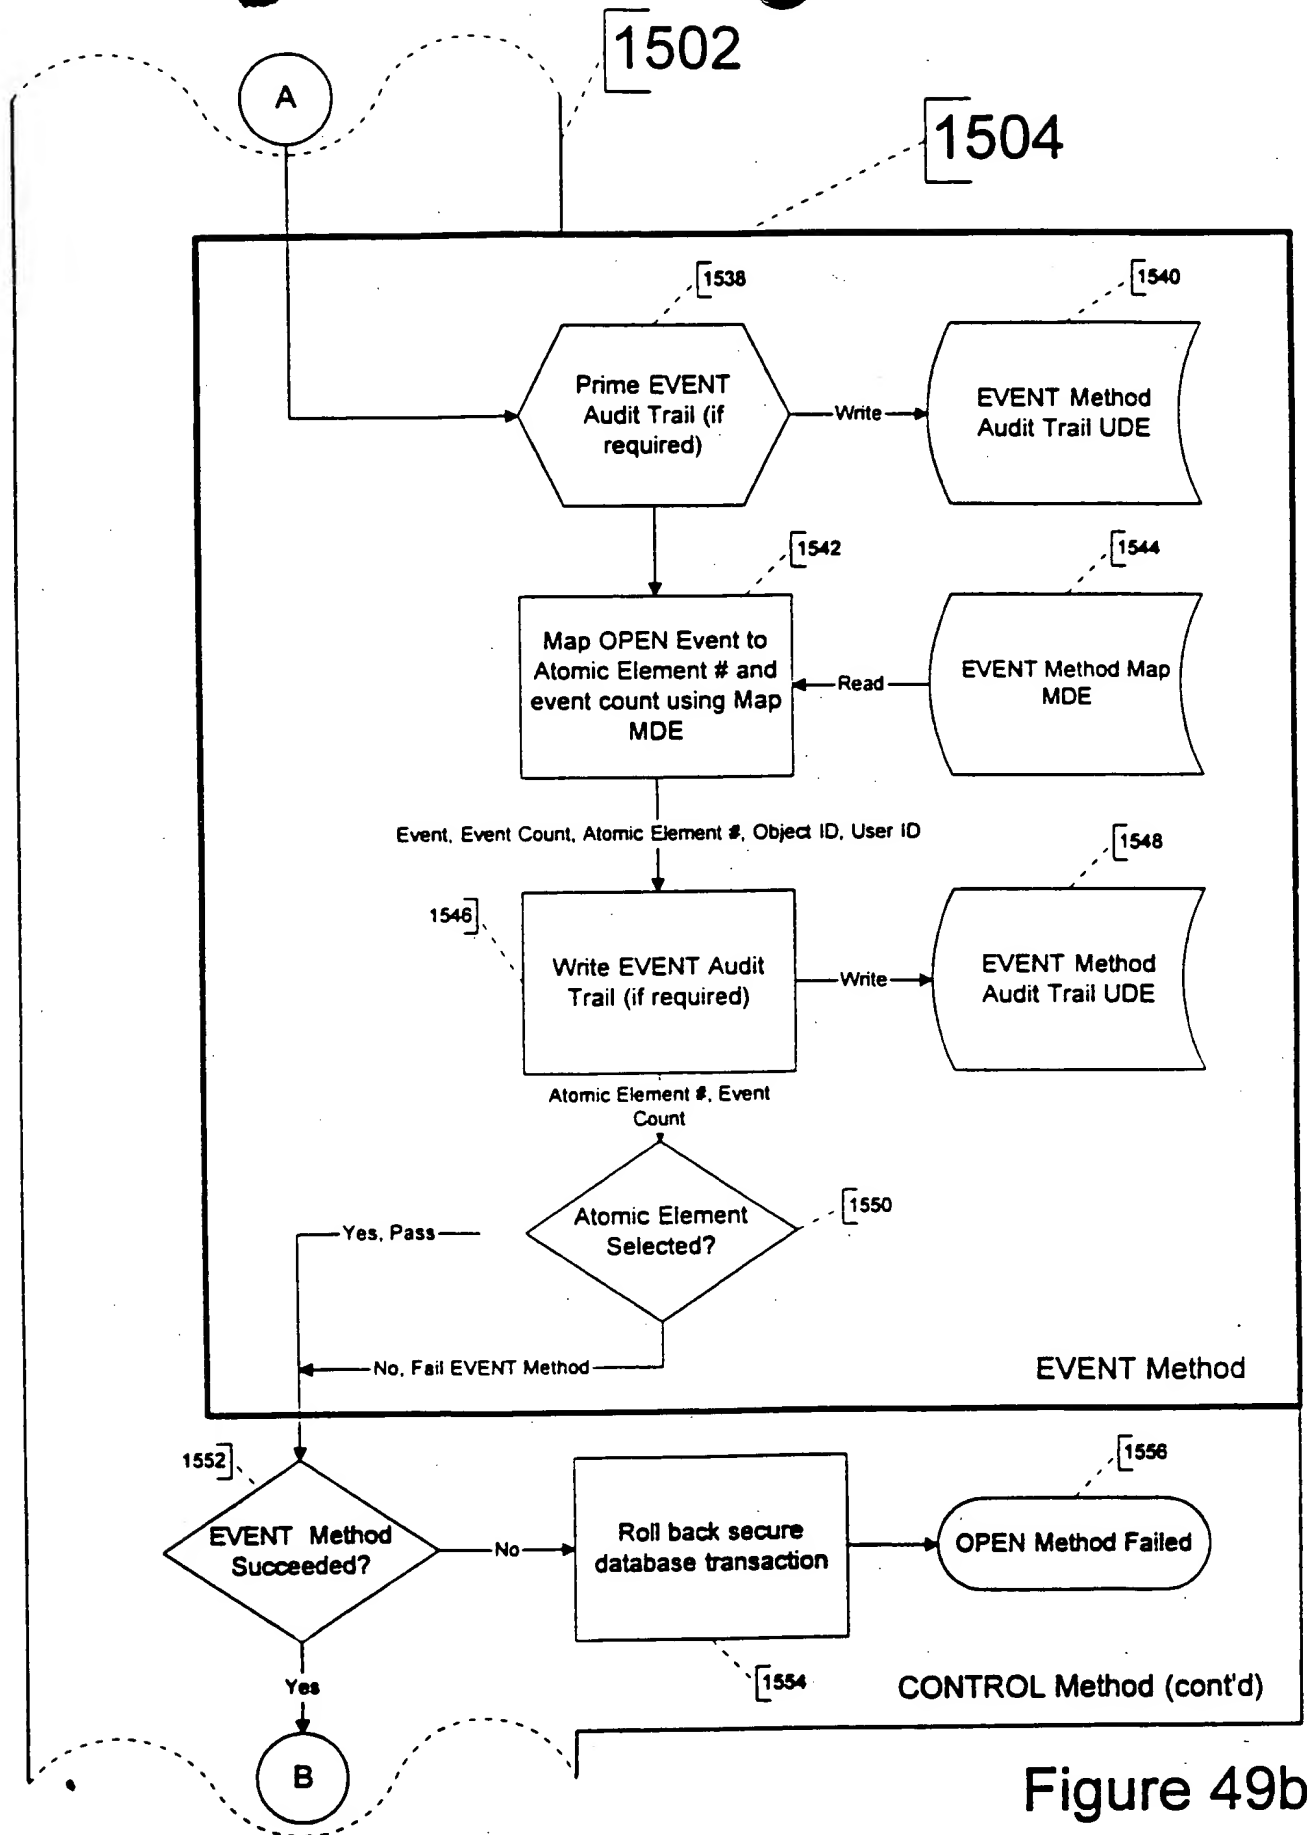 1502
A
1504
1538
1540
Prime EVENT
Audit Trail (if
required)
Write
EVENT Method
Audit Trail UDE
1542
1544
Map OPEN Event to
Atomic Element # and
event count using Map
MDE
Read
EVENT Method Map
MDE
Event, Event Count, Atomic Element #, Object ID, User ID
1548
1546
Write EVENT Audit
Trail (if required)
Write
EVENT Method
Audit Trail UDE
Atomic Element #, Event
Count
1550
Atomic Element
Selected?
Yes, Pass
No, Fail EVENT Method
EVENT Method
1552
1556
EVENT Method
Succeeded?
No
Roll back secure
database transaction
OPEN Method Failed
Yes
1554
CONTROL Method (cont'd)
B
Figure 49b